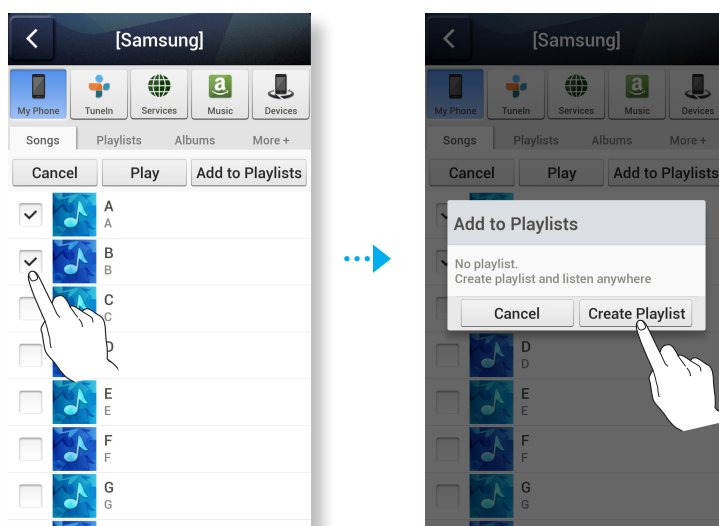 [Samsung]
My Phone TuneIn Services Music Devices
Songs Playlists Albums More +
Cancel Play Add to Playlists
A
A
B
B
C
C
D
E
E
F
F
G
G
[Samsung]
My Phone TuneIn Services Music Devices
Songs Playlists Albums More +
Cancel Play Add to Playlists
Add to Playlists
No playlist.
Create playlist and listen anywhere
Cancel Create Playlist
D
D
E
E
F
F
G
G